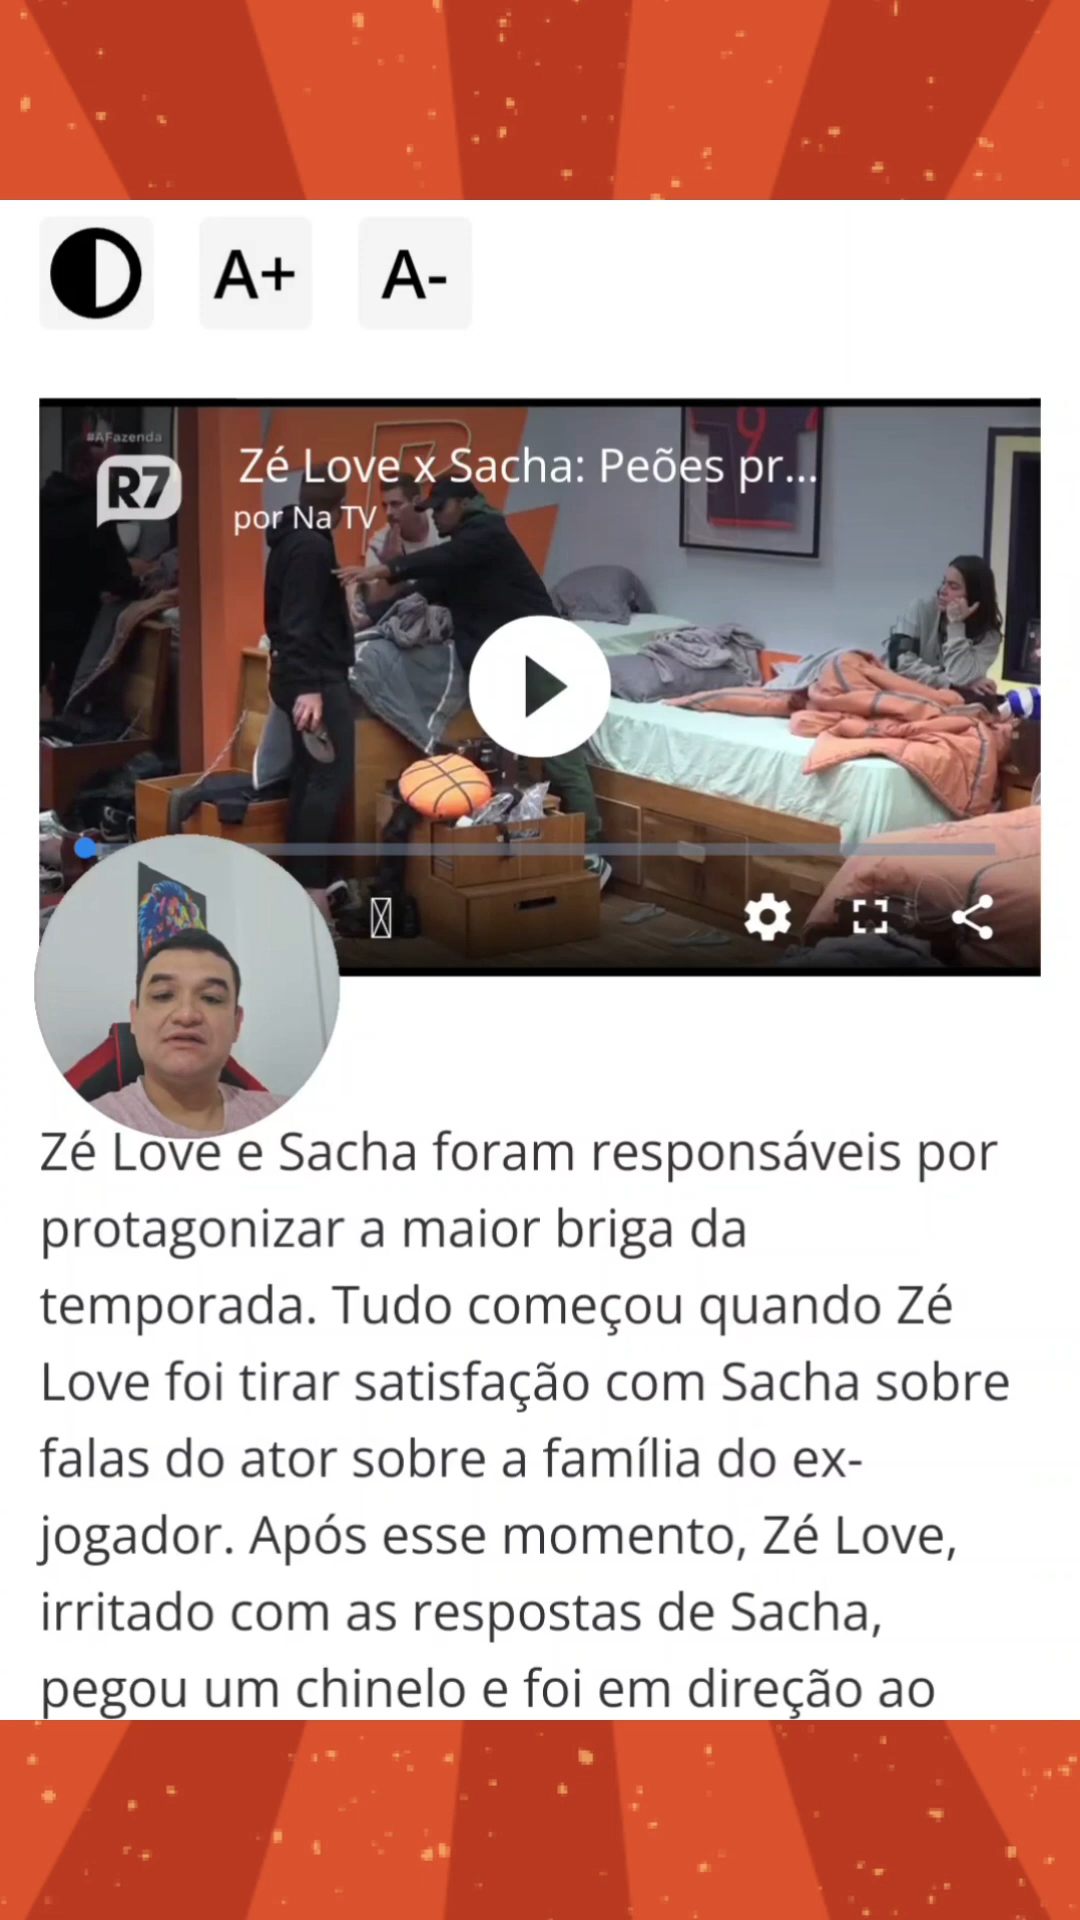 A+ A-
#AFazenda
R7
Zé Love x Sacha: Peões pr...
por Na TV
9
Zé Love e Sacha foram responsáveis por
protagonizar a maior briga da
temporada. Tudo começou quando Zé
Love foi tirar satisfação com Sacha sobre
falas do ator sobre a família do ex-
jogador. Após esse momento, Zé Love,
irritado com as respostas de Sacha,
pegou um chinelo e foi em direção ao